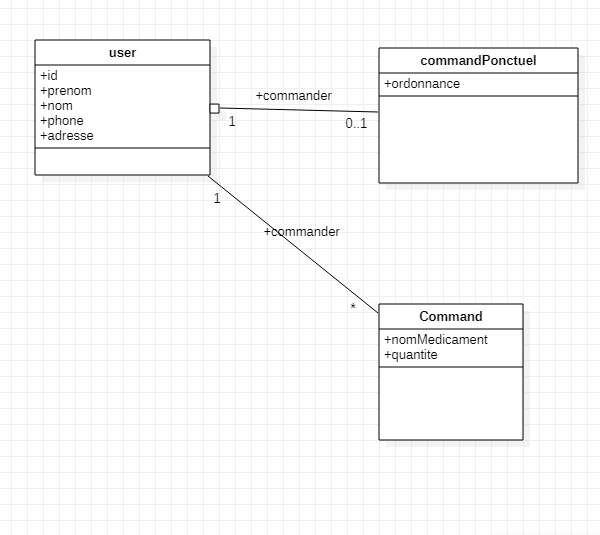 user
+id
+prenom
+nom
+phone
+adresse
+commander
1
0..1
commandPonctuel
+ordonnance
1
+commander
*
Command
+nomMedicament
+quantite